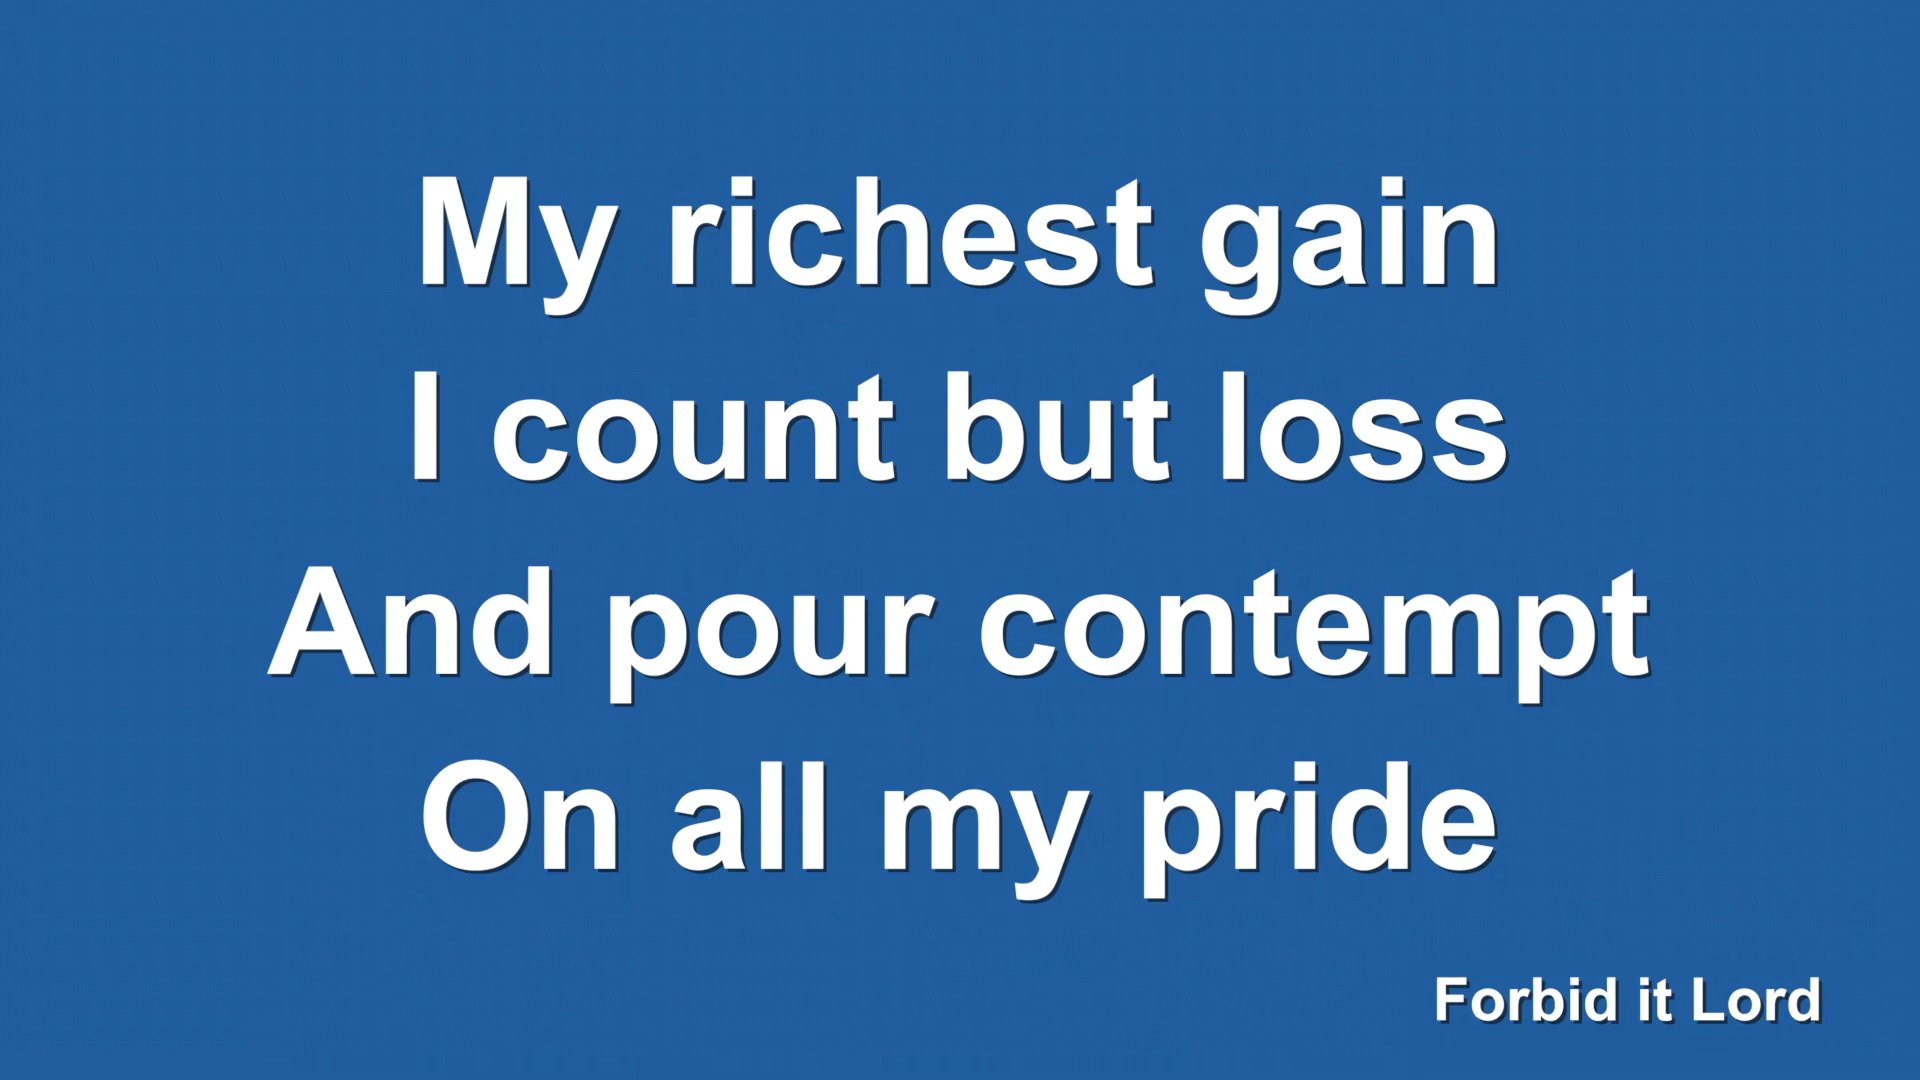 My richest gain
I count but loss
And pour contempt
On all my pride
Forbid it Lord